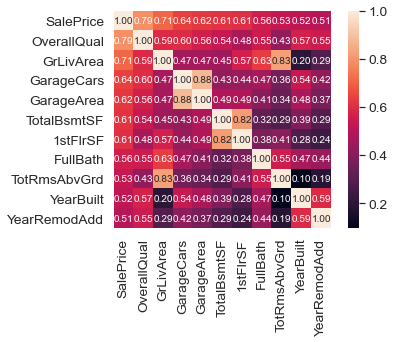 SalePrice 1.00 0.79 0.71 0.64 0.62 0.61 0.61 0.56 0.53 0.52 0.51
OverallQual 0.79 1.00 0.59 0.60 0.56 0.54 0.48 0.55 0.43 0.57 0.55
GrLivArea 0.71 0.59 1.00 0.47 0.47 0.45 0.57 0.63 0.83 0.20 0.29
GarageCars 0.64 0.60 0.47 1.00 0.88 0.43 0.44 0.47 0.36 0.54 0.42
GarageArea 0.62 0.56 0.47 0.88 1.00 0.49 0.49 0.41 0.34 0.48 0.37
TotalBsmtSF 0.61 0.54 0.45 0.43 0.49 1.00 0.82 0.32 0.29 0.39 0.29
1stFlrSF 0.61 0.48 0.57 0.44 0.49 0.82 1.00 0.38 0.41 0.28 0.24
FullBath 0.56 0.55 0.63 0.47 0.41 0.32 0.38 1.00 0.55 0.47 0.44
TotRmsAbvGrd 0.53 0.43 0.83 0.36 0.34 0.29 0.41 0.55 1.00 0.10 0.19
YearBuilt 0.52 0.57 0.20 0.54 0.48 0.39 0.28 0.47 0.10 1.00 0.59
YearRemodAdd 0.51 0.55 0.29 0.42 0.37 0.29 0.24 0.44 0.19 0.59 1.00
SalePrice
OverallQual
GrLivArea
GarageCars
GarageArea
TotalBsmtSF
1stFlrSF
FullBath
TotRmsAbvGrd
YearBuilt
YearRemodAdd
1.0
0.8
0.6
0.4
0.2